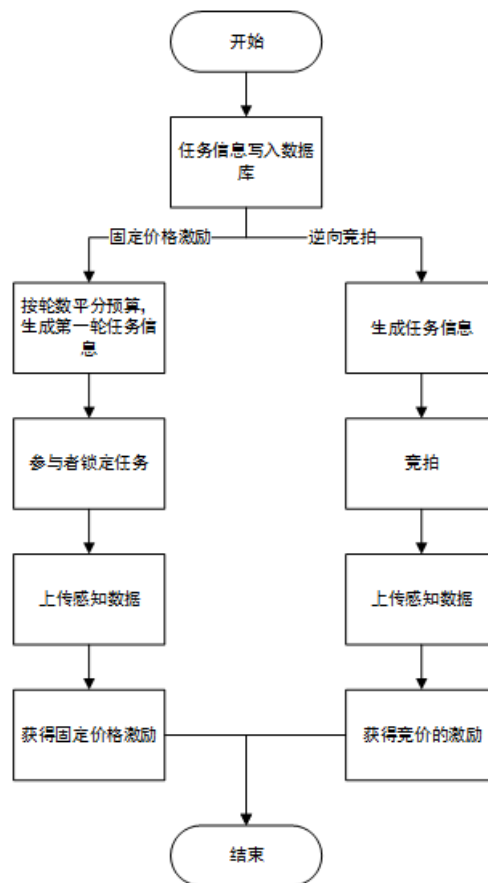 开始
任务信息写入数据
库
固定价格激励
逆向竞拍
按轮数平分预算,
生成第一轮任务信
息
生成任务信息
参与者锁定任务
竞拍
上传感知数据
上传感知数据
获得固定价格激励
获得竞价的激励
结束